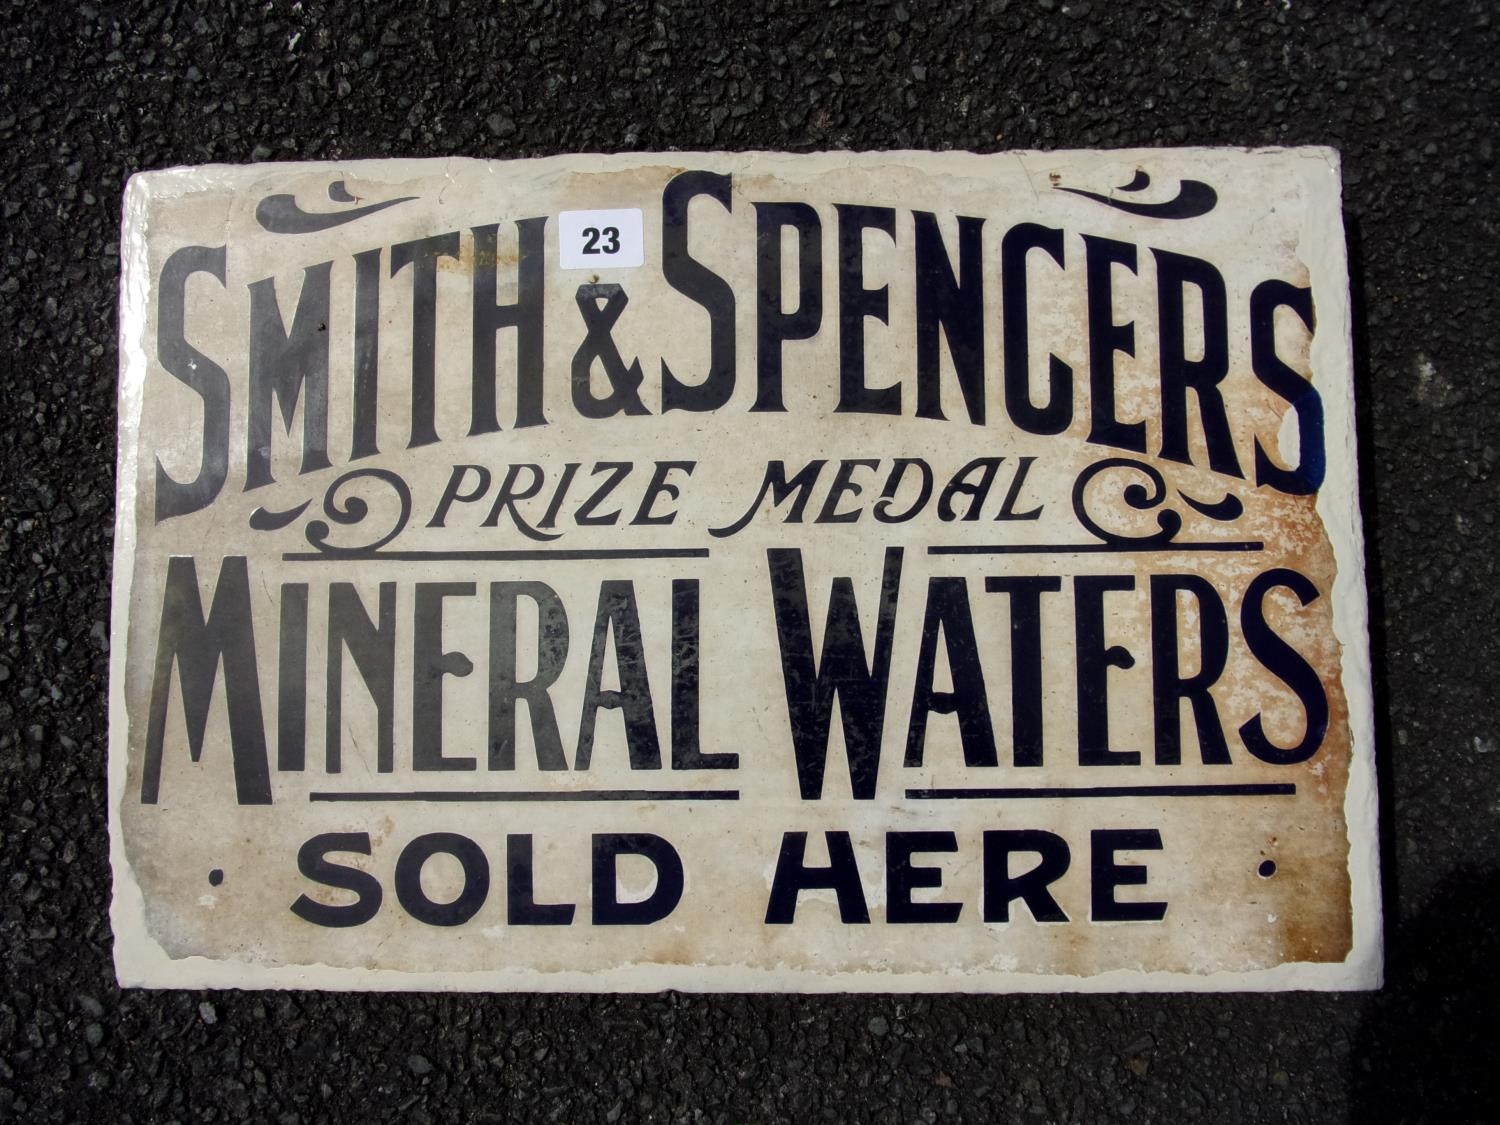 SMITH & SPENCERS
23
PRIZE MEDAL
MINERAL WATERS
SOLD HERE